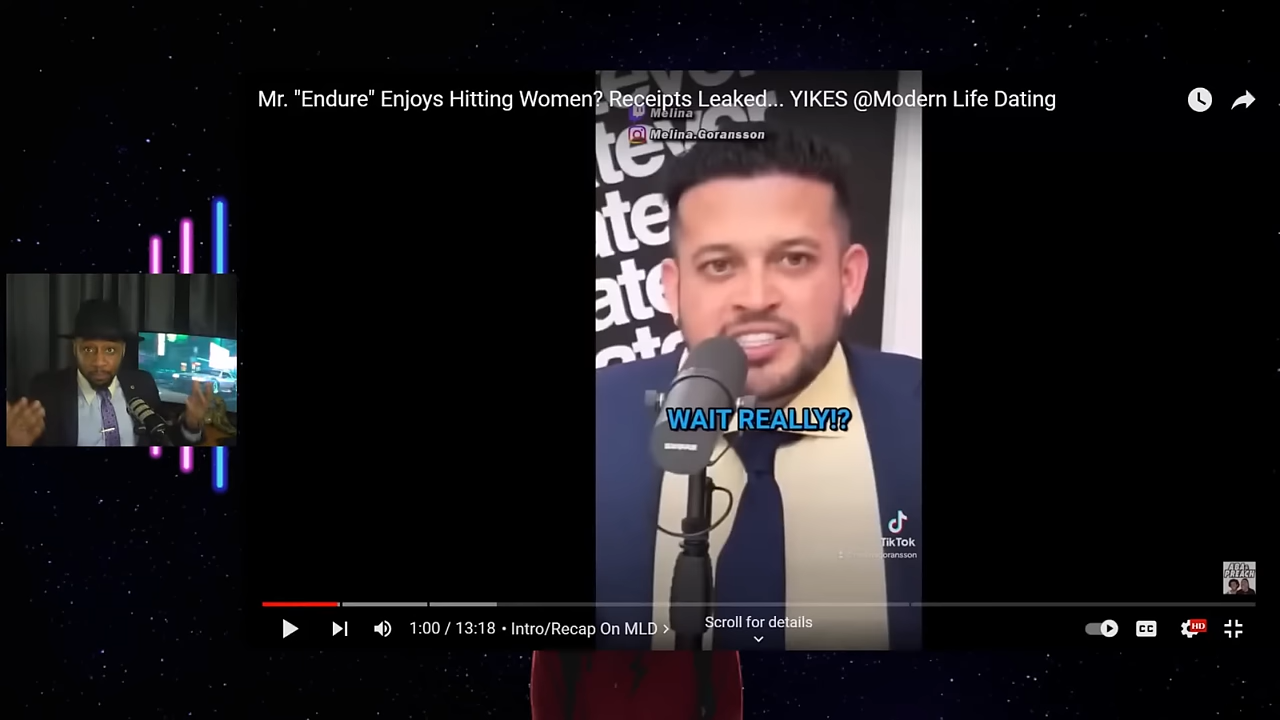 Mr. "Endure" Enjoys Hitting Women? Receipts Leaked... YIKES @Modern Life Dating
Melina
Melina.Goransson
WAIT REALLY!?
TikTok
1:00 / 13:18 • Intro/Recap On MLD
Scroll for details
CC
HD